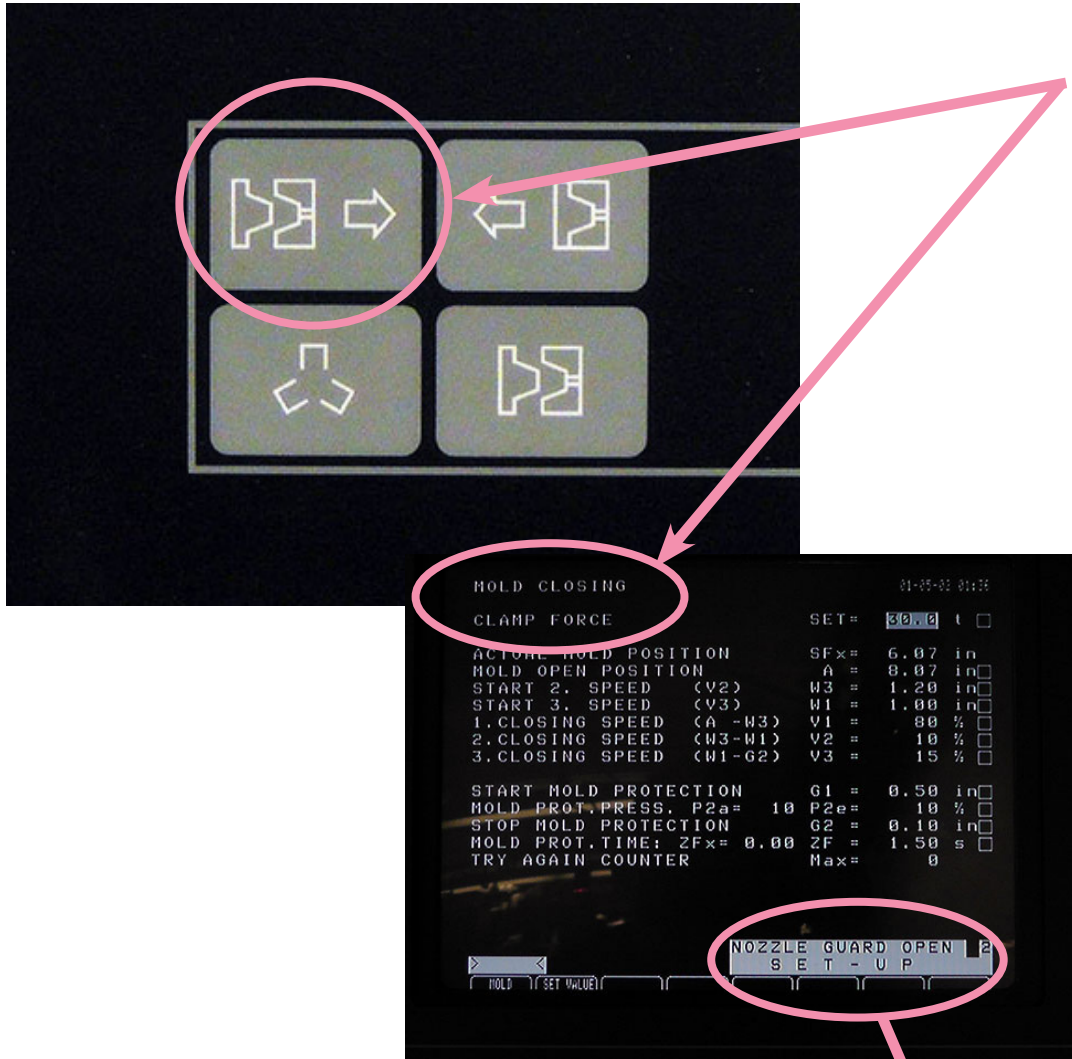 MOLD CLOSING 01-05-02 01:36
CLAMP FORCE SET= 30.0 t
ACTUAL MOLD POSITION SFx= 6.07 in
MOLD OPEN POSITION A = 8.07 in
START 2. SPEED (V2) W3 = 1.20 in
START 3. SPEED (V3) W1 = 1.00 in
1.CLOSING SPEED (A -W3) V1 = 80 %
2.CLOSING SPEED (W3-W1) V2 = 10 %
3.CLOSING SPEED (W1-G2) V3 = 15 %
START MOLD PROTECTION G1 = 0.50 in
MOLD PROT.PRESS. P2a= 10 P2e= 10 %
STOP MOLD PROTECTION G2 = 0.10 in
MOLD PROT.TIME: ZFx= 0.00 ZF = 1.50 s
TRY AGAIN COUNTER Max= 0
NOZZLE GUARD OPEN 2
> < SET-UP
MOLD SET VALUE